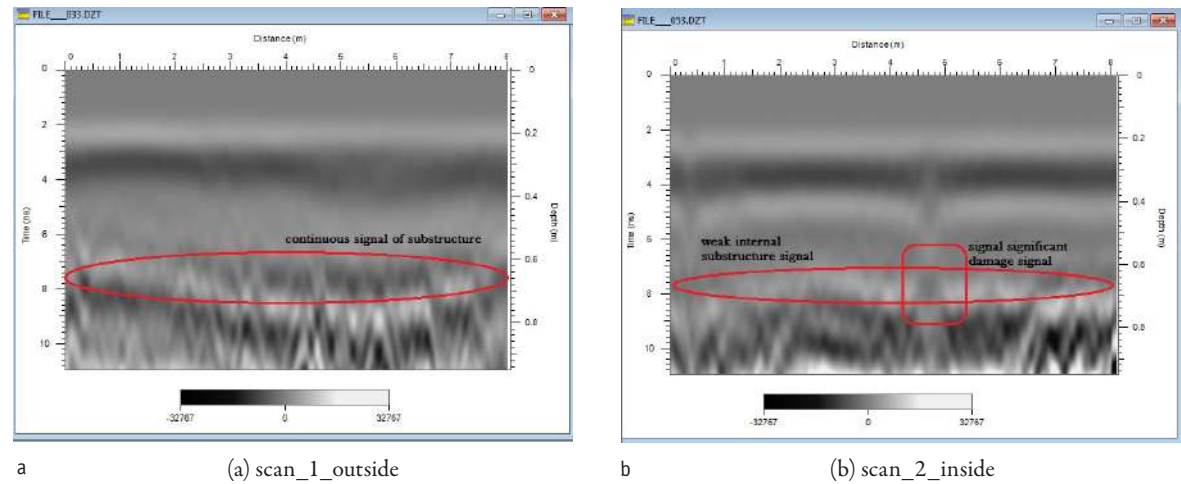 FILE___033.DZT
Distance (m)
0 1 2 3 4 5 6
0
2
4
6
8
10
Time (ns)
0
0.2
0.4
0.6
0.8
Depth (m)
continuous signal of substructure
-32767 0 32767
a
(a) scan_1_outside
FILE___053.DZT
Distance (m)
0 1 2 3 4 5 6
0
2
4
6
8
10
Time (ns)
0
0.2
0.4
0.6
0.8
Depth (m)
weak internal
substructure signal
signal significant
damage signal
-32767 0 32767
b
(b) scan_2_inside